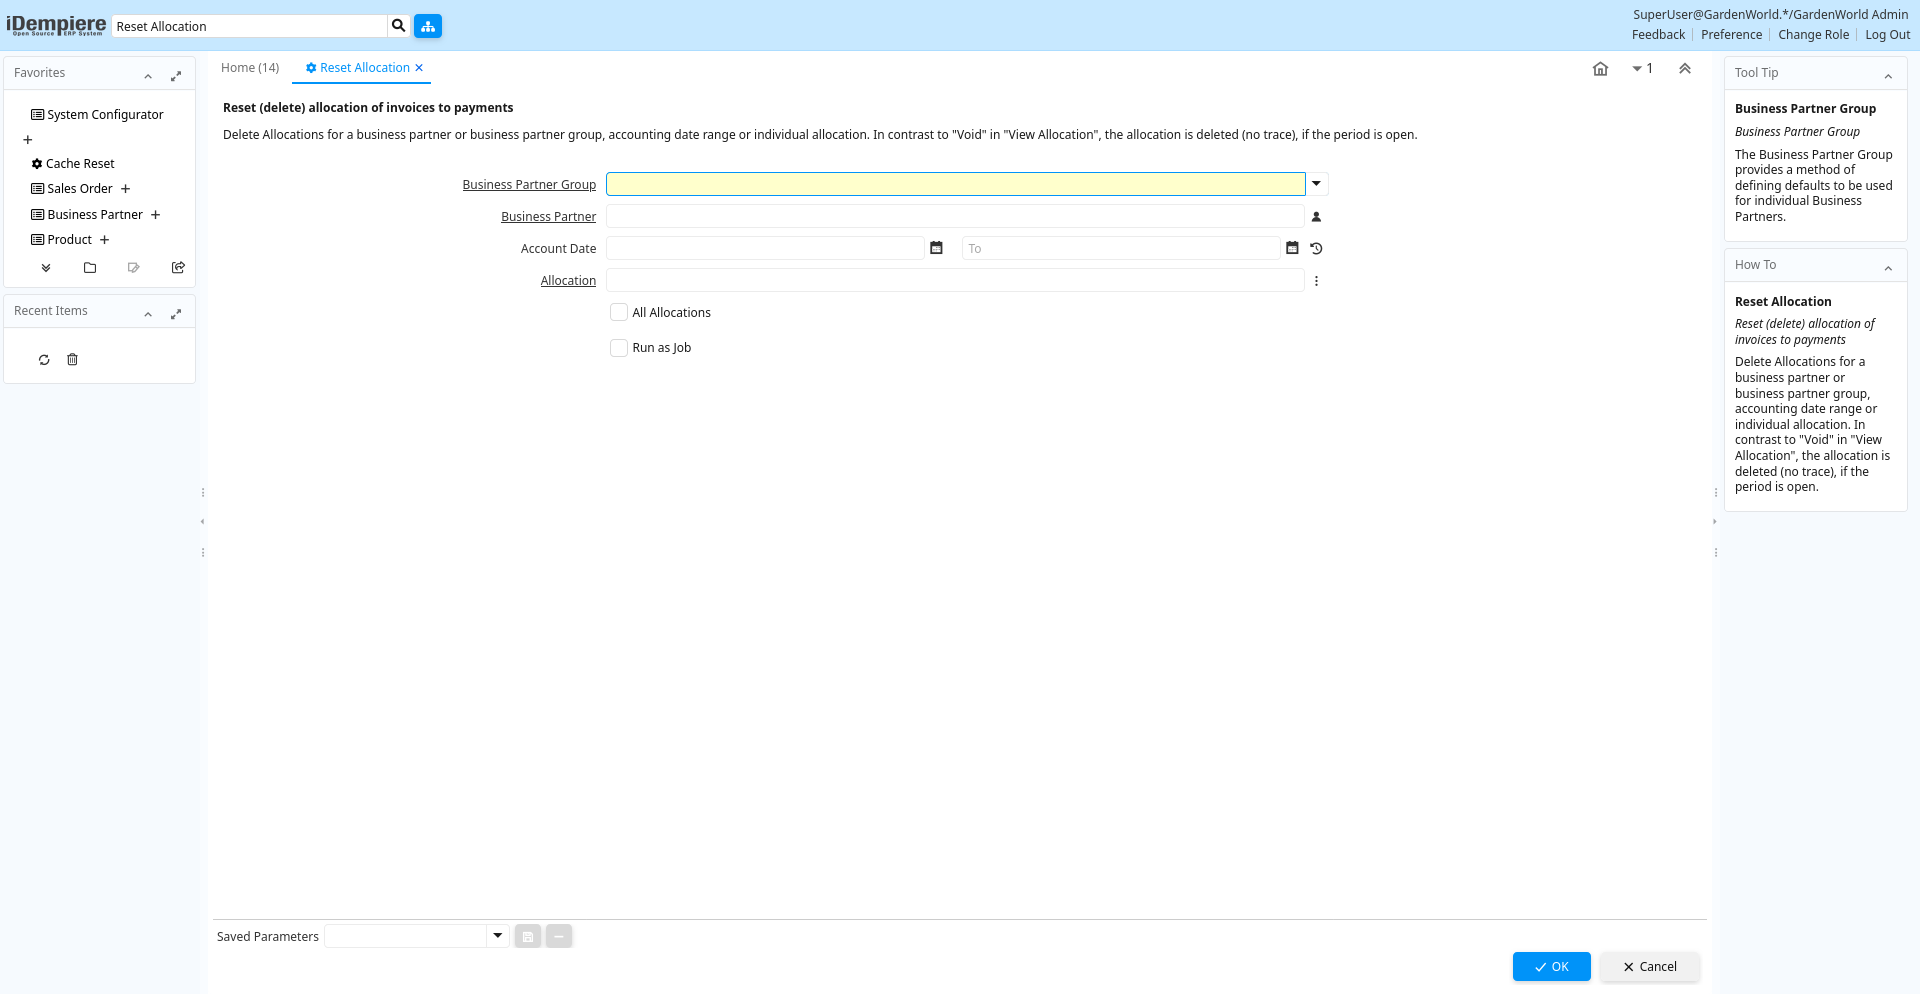 iDempiere
Open Source ERP System
Reset Allocation
SuperUser@GardenWorld.*/GardenWorld Admin
Feedback
Preference
Change Role
Log Out
Favorites
System Configurator
Cache Reset
Sales Order
Business Partner
Product
Recent Items
Home (14)
Reset Allocation
1
Reset (delete) allocation of invoices to payments
Delete Allocations for a business partner or business partner group, accounting date range or individual allocation. In contrast to "Void" in "View Allocation", the allocation is deleted (no trace), if the period is open.
Business Partner Group
Business Partner
Account Date
To
Allocation
All Allocations
Run as Job
Saved Parameters
OK
Cancel
Tool Tip
Business Partner Group
Business Partner Group
The Business Partner Group
provides a method of
defining defaults to be used
for individual Business
Partners.
How To
Reset Allocation
Reset (delete) allocation of
invoices to payments
Delete Allocations for a
business partner or
business partner group,
accounting date range or
individual allocation. In
contrast to "Void" in "View
Allocation", the allocation is
deleted (no trace), if the
period is open.